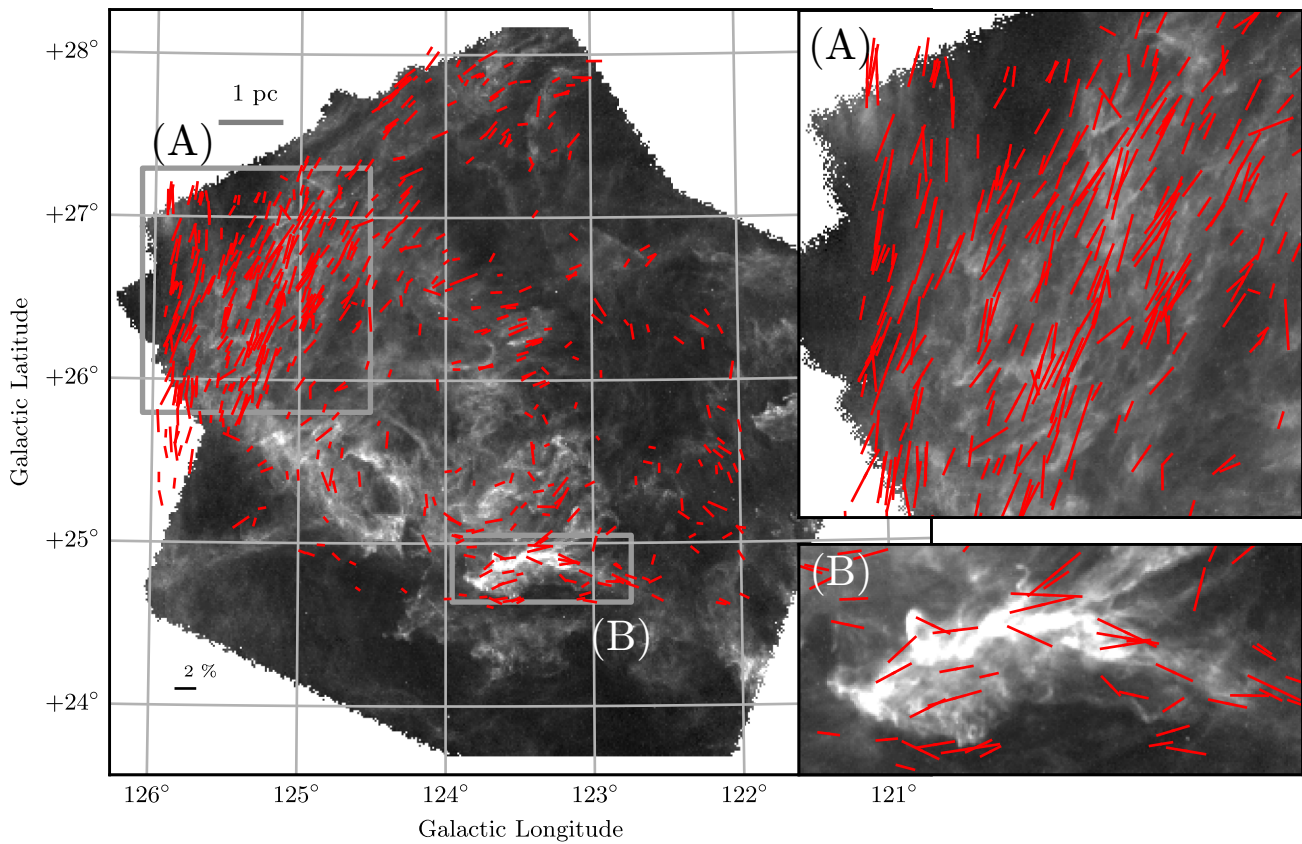 +28°
+27°
+26°
+25°
+24°
Galactic Latitude
1 pc
(A)
(B)
2 %
126°
125°
124°
123°
122°
121°
Galactic Longitude
(A)
(B)